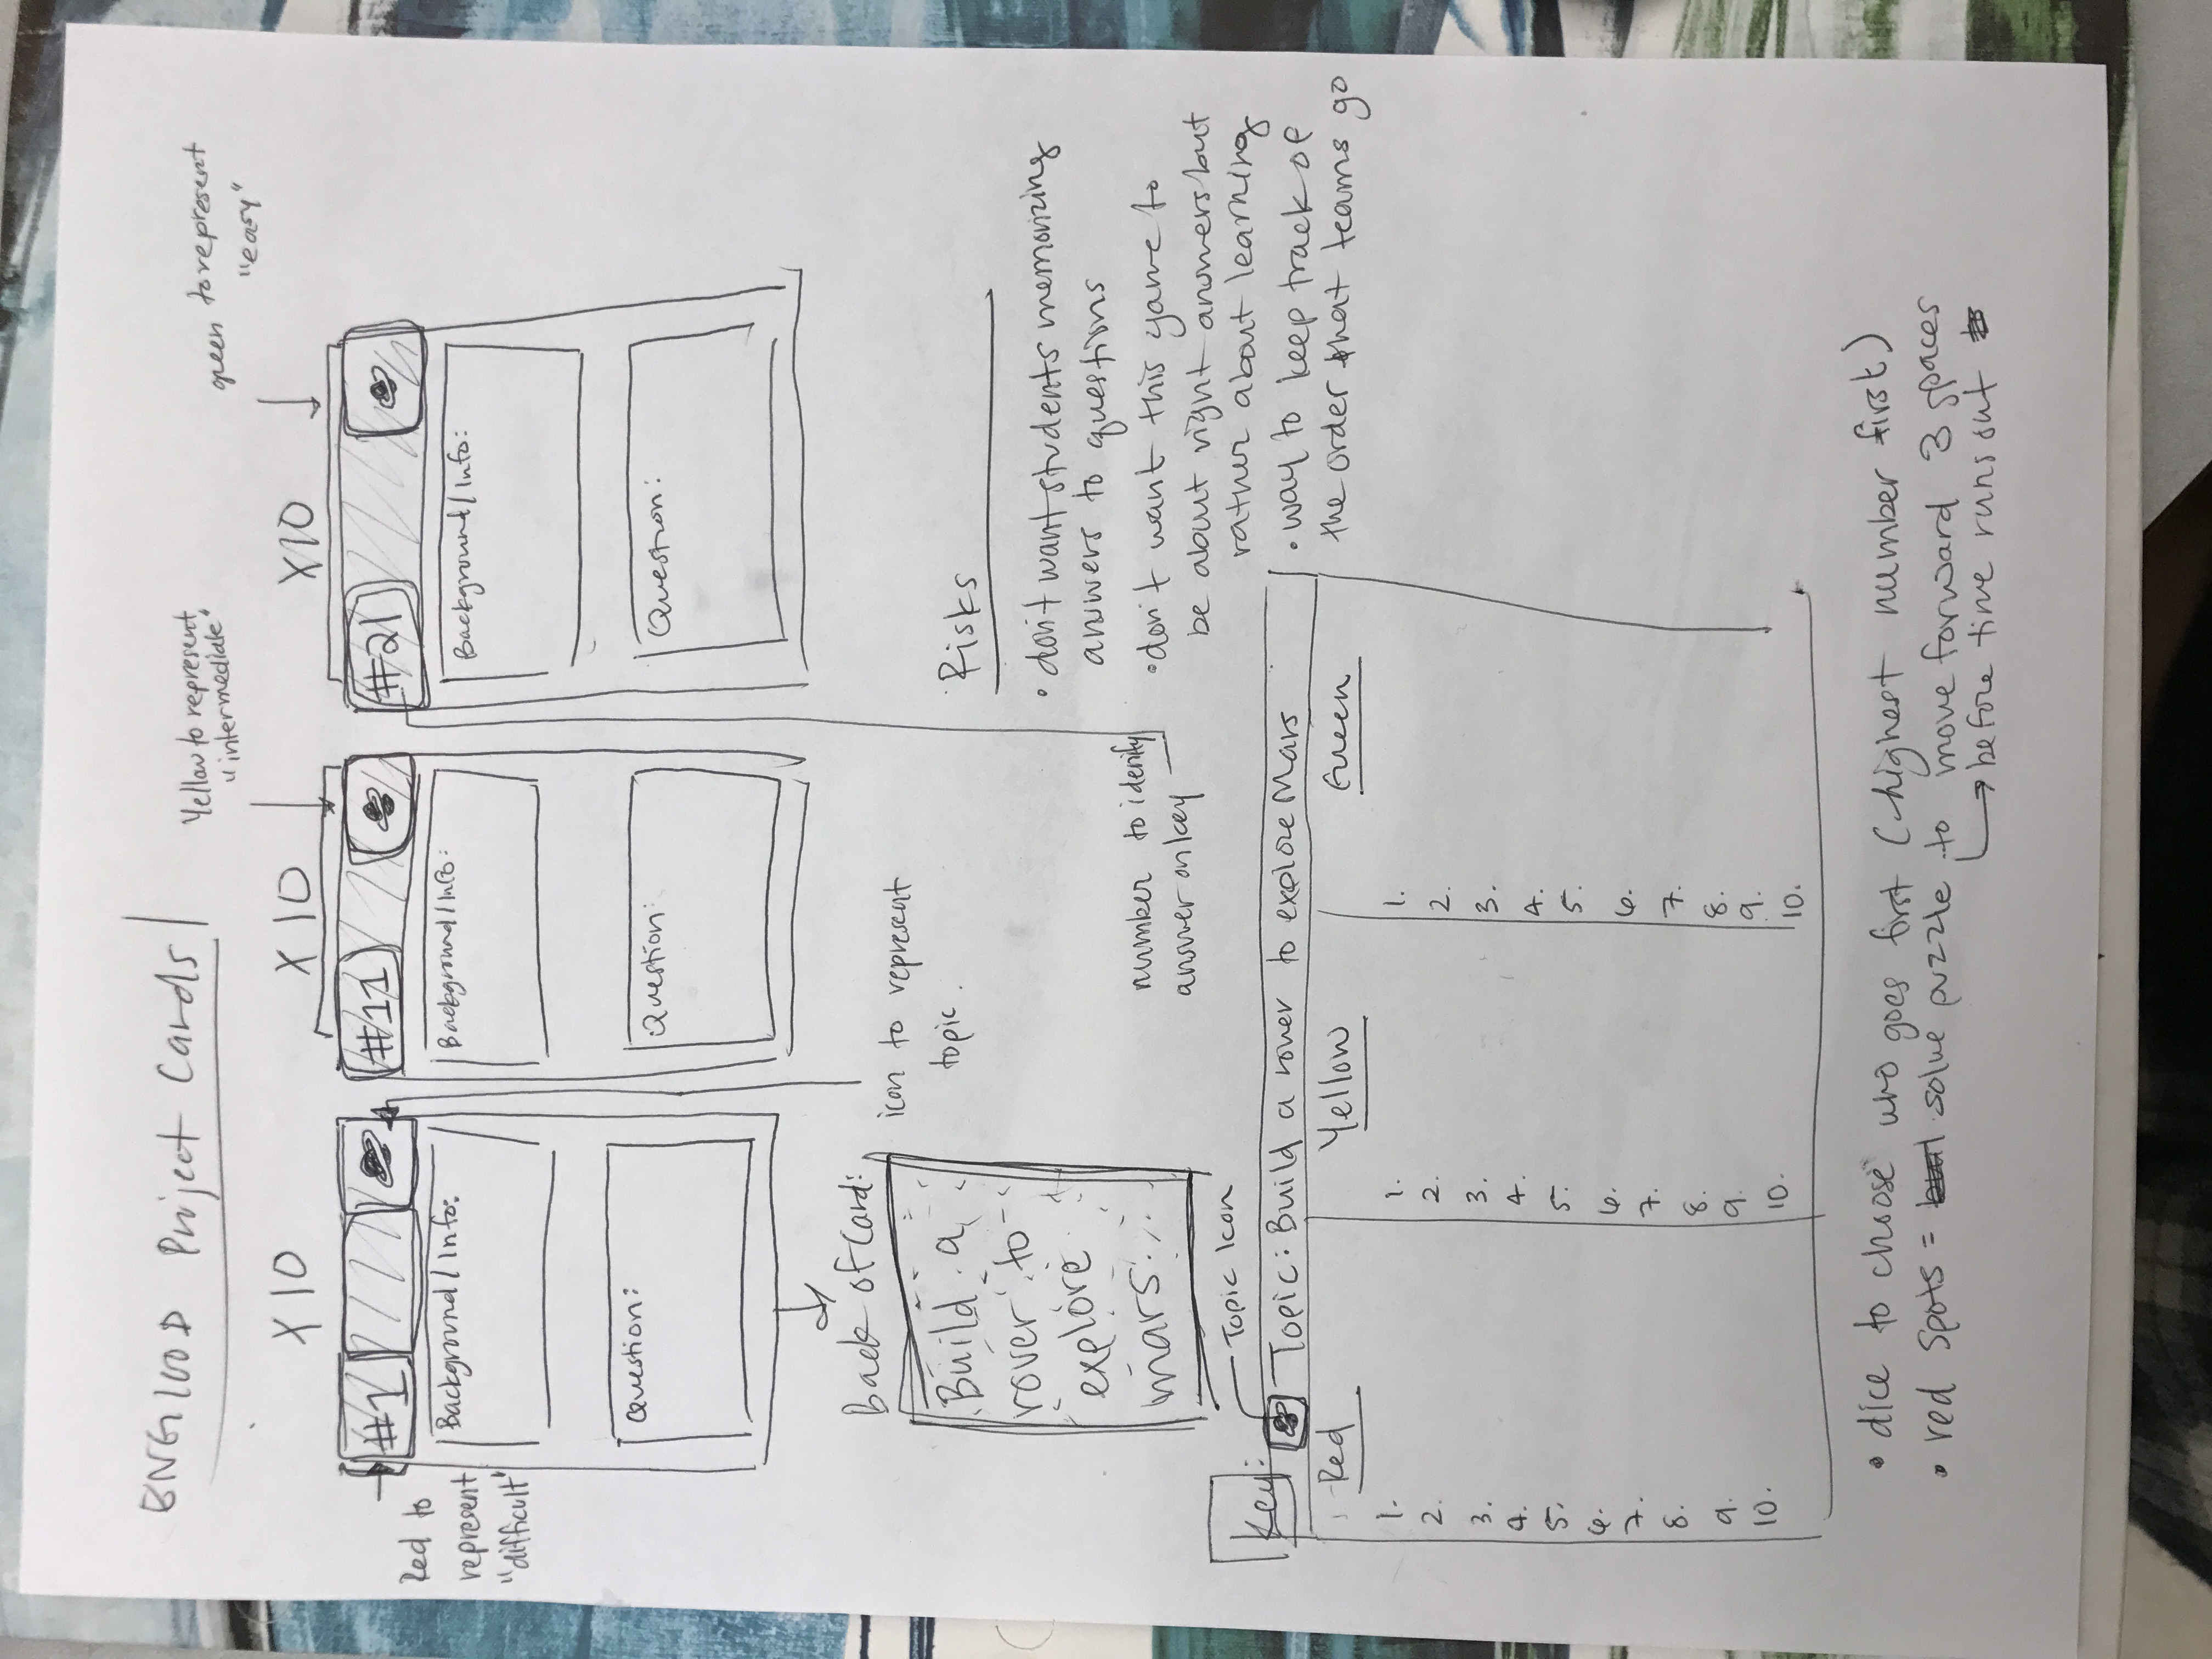 ENG100D Project Cards
Yellow to represent
"intermediate"
green to represent
"easy"
X 10
X 10
X10
#1
#11
#21
Red to
represent
"difficult"
Background / Info:
Background / Info:
Background / Info:
Question:
Question:
Question:
Back of Card:
Build a
rover to
explore
mars
icon to represent
topic.
number to idenify
answer on key
Risks
• don't want students memorizing
answers to questions
• don't want this game to
be about right answers but
rather about learning
• way to keep track of
the order that teams go
Topic Icon
Key:
Topic: Build a rover to explore Mars
Red
Yellow
Green
1.
2.
3.
4.
5.
6.
7.
8.
9.
10.
1.
2.
3.
4.
5.
6.
7.
8.
9.
10.
1.
2.
3.
4.
5.
6.
7.
8.
9.
10.
• dice to choose who goes first (highest number first)
• red spots = solve puzzle to move forward 3 spaces
before time runs out